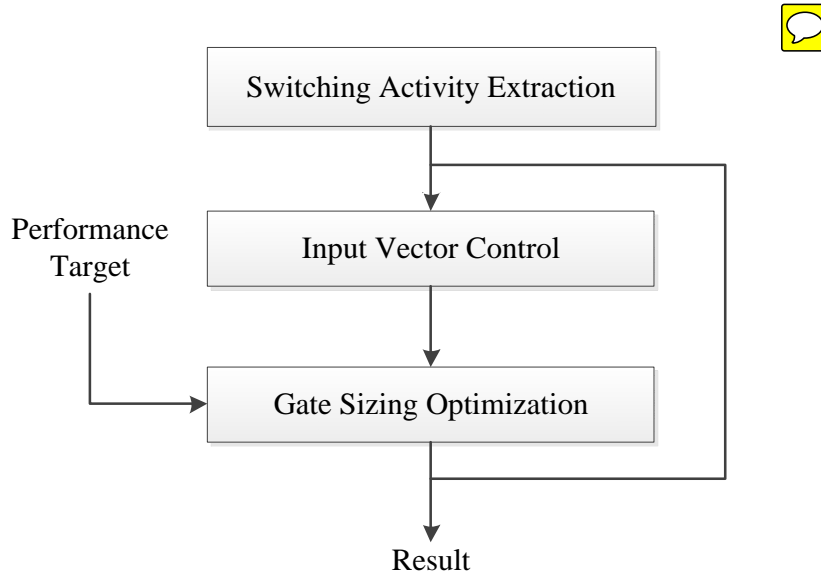 Switching Activity Extraction
Performance
Target
Input Vector Control
Gate Sizing Optimization
Result